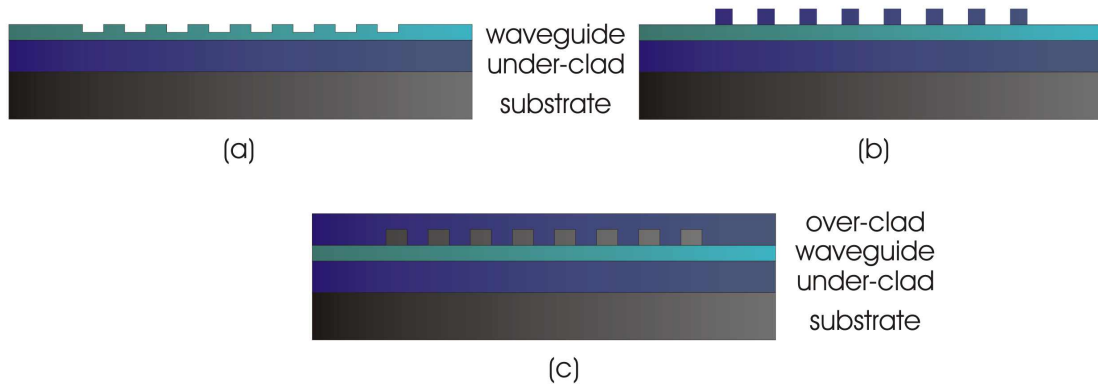 waveguide
under-clad
substrate
(a)
(b)
over-clad
waveguide
under-clad
substrate
(c)